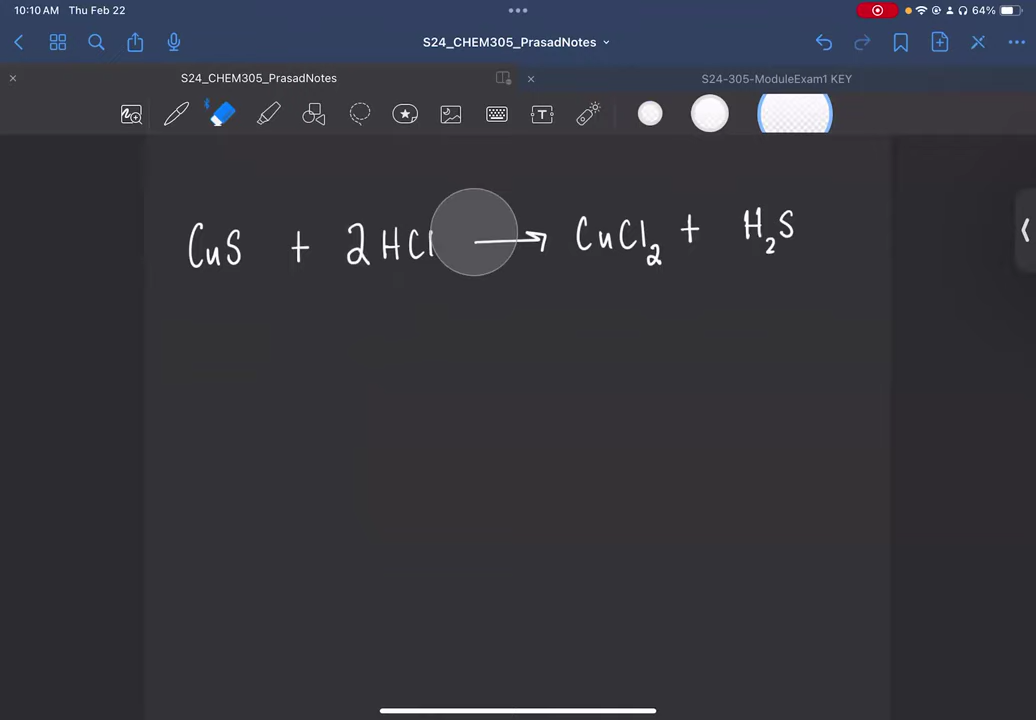 10:10 AM Thu Feb 22 64%
S24_CHEM305_PrasadNotes
S24_CHEM305_PrasadNotes S24-305-ModuleExam1 KEY
CuS + 2HCl → CuCl₂ + H₂S